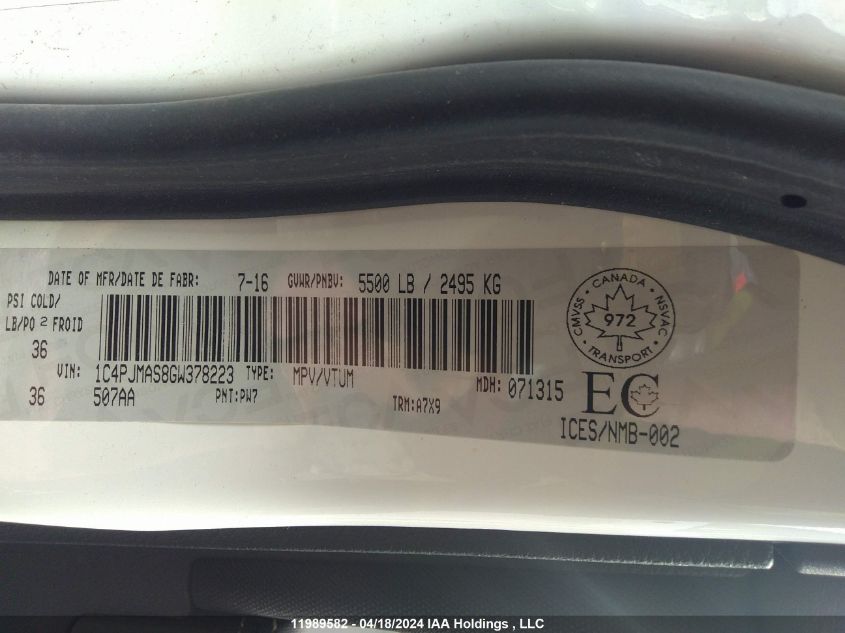 DATE OF MFR/DATE DE FABR: 7-16 GVWR/PNBV: 5500 LB / 2495 KG
PSI COLD/
LB/PO 2 FROID
36
VIN: 1C4PJMAS8GW378223 TYPE: MPV/VTUM MDH: 071315
36 507AA PNT:PW7 TRM:A7X9
CANADA
CMVSS NSVAC
972
TRANSPORT
EC
ICES/NMB-002
11989582 - 04/18/2024 IAA Holdings , LLC